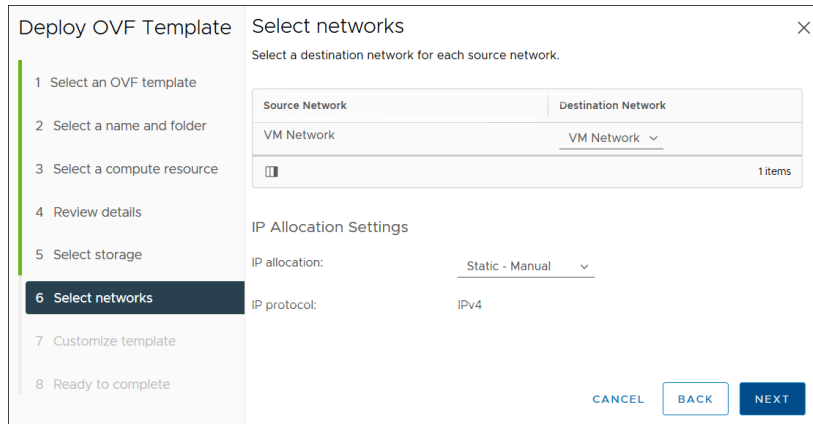 Deploy OVF Template
1 Select an OVF template
2 Select a name and folder
3 Select a compute resource
4 Review details
5 Select storage
6 Select networks
7 Customize template
8 Ready to complete
Select networks
Select a destination network for each source network.
Source Network Destination Network
VM Network VM Network
1 items
IP Allocation Settings
IP allocation: Static - Manual
IP protocol: IPv4
CANCEL BACK NEXT